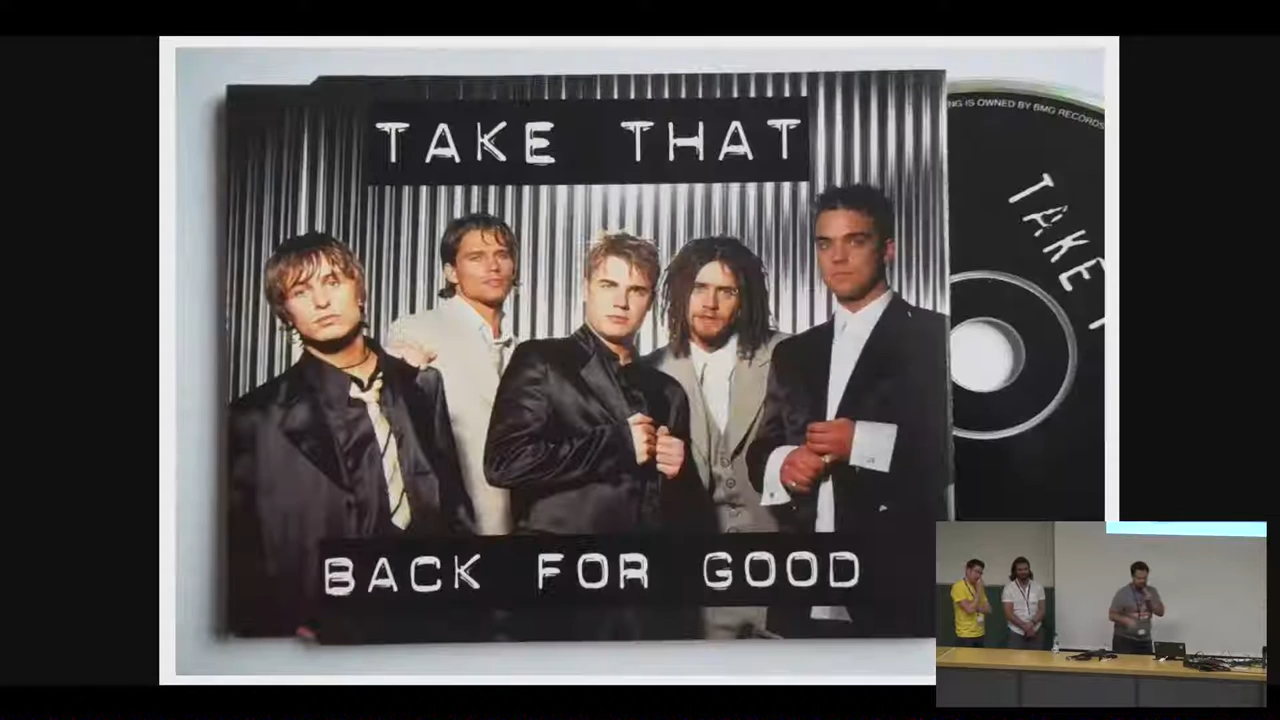 TAKE THAT
BACK FOR GOOD
NG IS OWNED BY BMG RECORDS
TAKE T